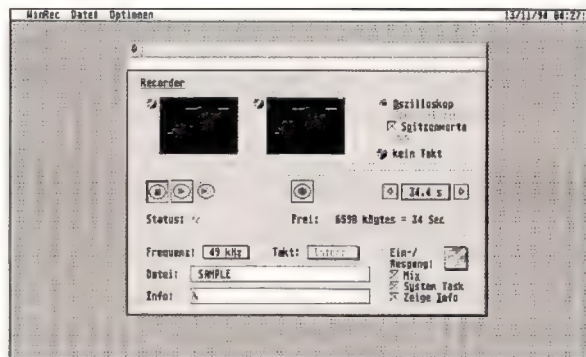 WinRec Datei Optionen 13/11/94 04:27:
Recorder
Oszilloskop
Spitzenwerte
kein Takt
34.4 s
Status: Frei: 6598 kBytes = 34 Sec
Frequenz: 49 kHz Takt: Intern
Ein-/
Ausgang:
Datei: SAMPLE
Mix
System Task
Info:
Zeige Info